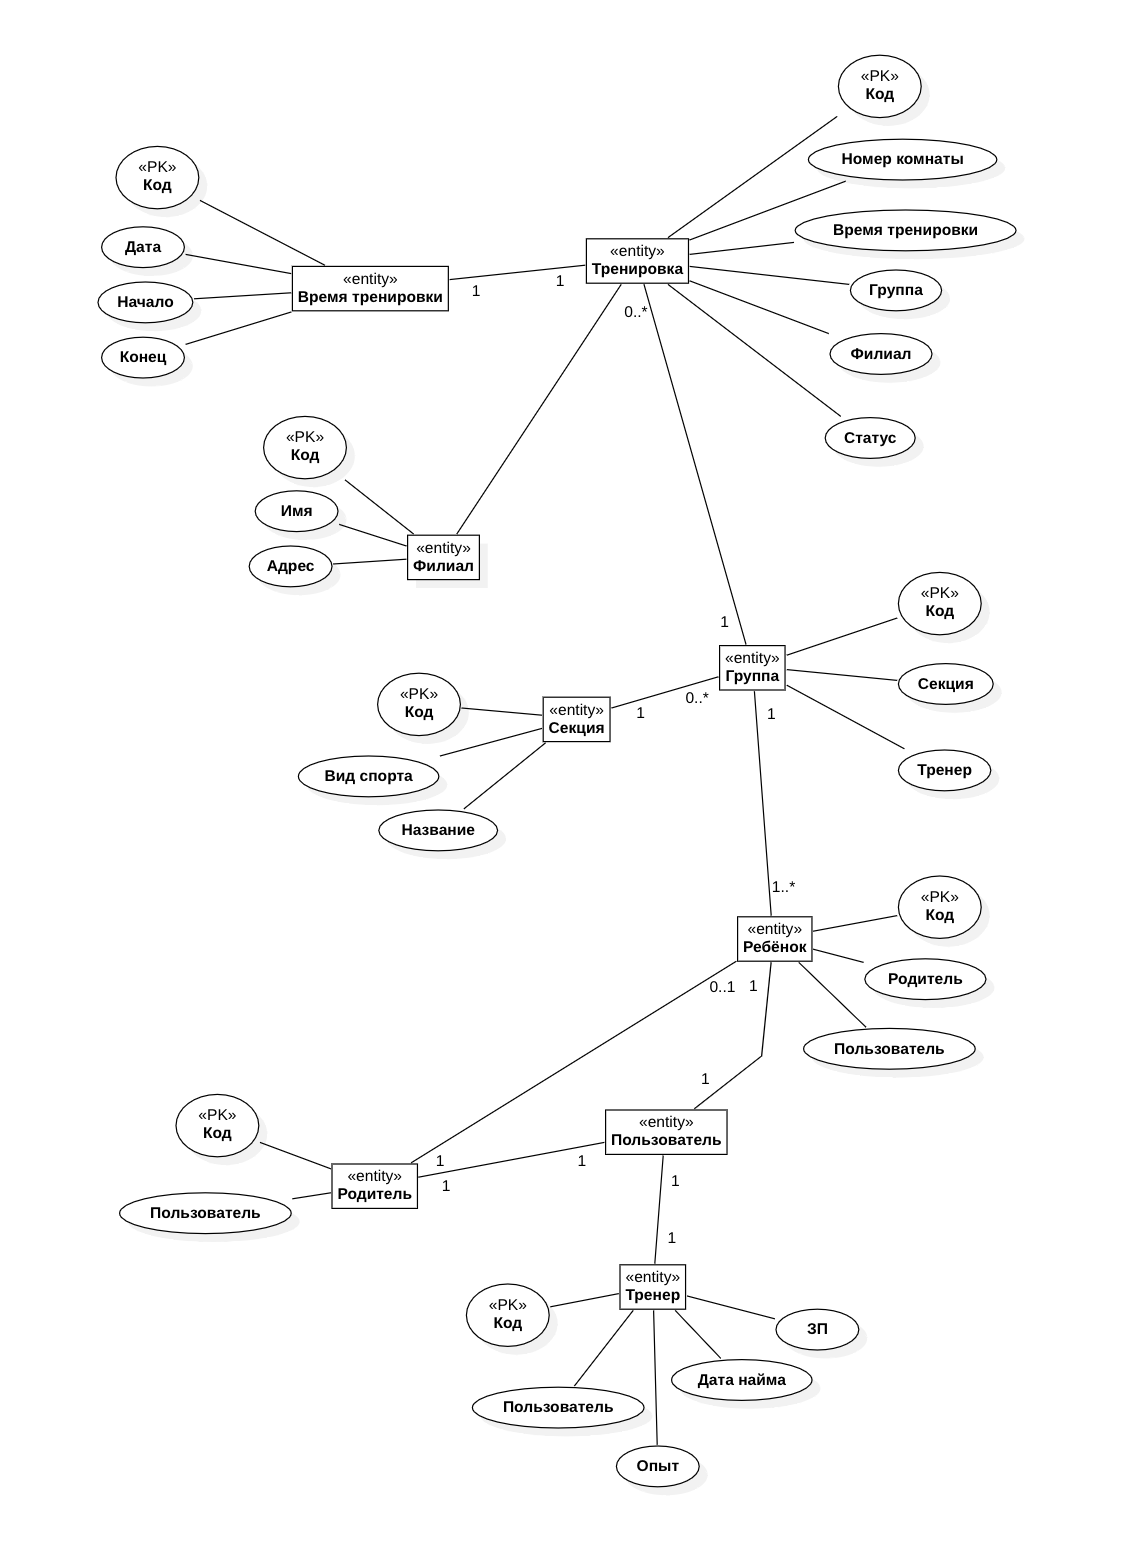 «PK»
Код
Номер комнаты
«PK»
Код
Время тренировки
Дата
«entity»
Тренировка
«entity»
Время тренировки
1
1
Группа
Начало
0..*
Конец
Филиал
Статус
«PK»
Код
Имя
«entity»
Филиал
Адрес
«PK»
Код
1
«entity»
Группа
Секция
«PK»
Код
«entity»
Секция
1
0..*
1
Вид спорта
Тренер
Название
1..*
«PK»
Код
«entity»
Ребёнок
Родитель
0..1
1
Пользователь
1
«PK»
Код
«entity»
Пользователь
1
1
1
«entity»
Родитель
1
Пользователь
1
«entity»
Тренер
«PK»
Код
ЗП
Дата найма
Пользователь
Опыт